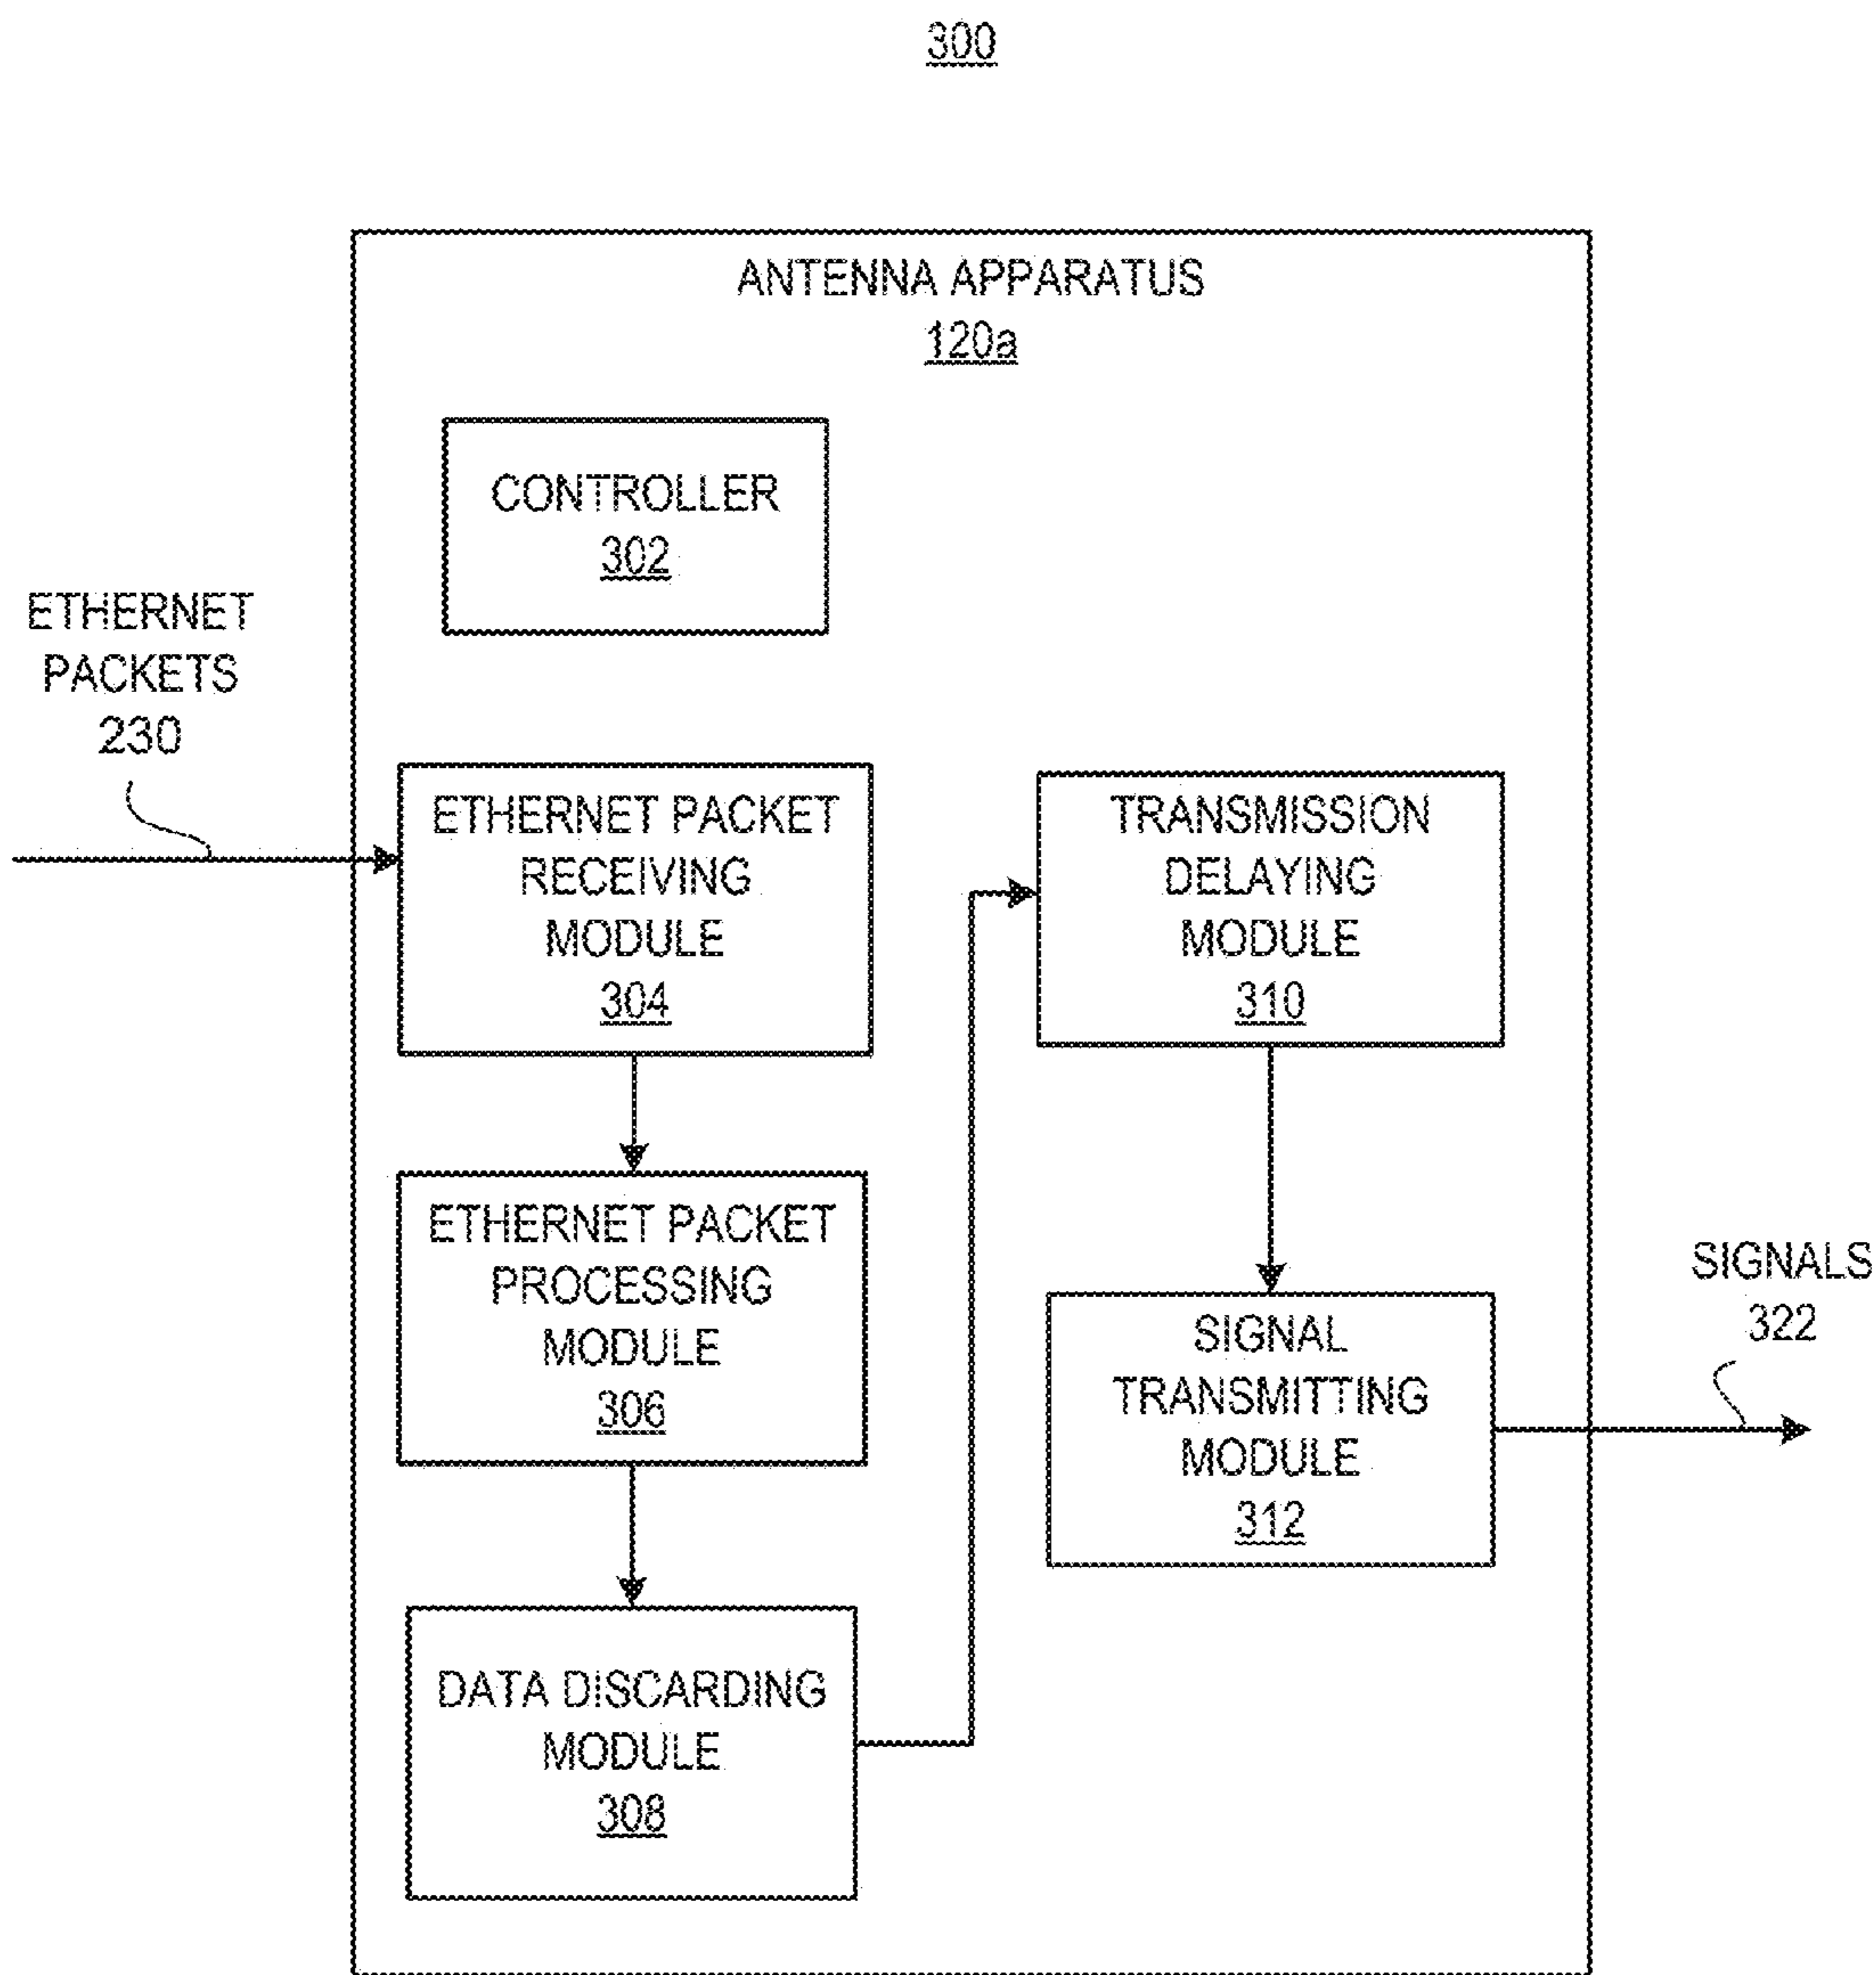 300
ANTENNA APPARATUS
120a
CONTROLLER
302
ETHERNET
PACKETS
230
ETHERNET PACKET
RECEIVING
MODULE
304
TRANSMISSION
DELAYING
MODULE
310
ETHERNET PACKET
PROCESSING
MODULE
306
SIGNALS
322
SIGNAL
TRANSMITTING
MODULE
312
DATA DISCARDING
MODULE
308